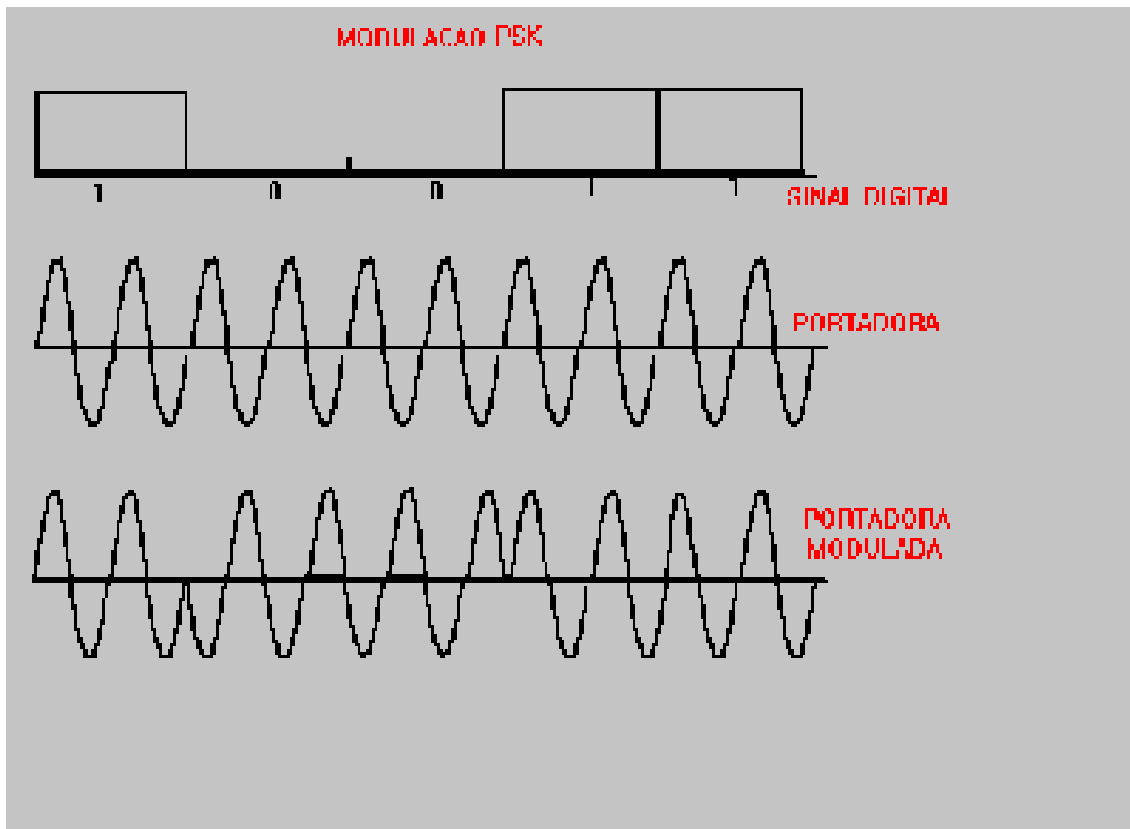 MODULACAO PSK
1 0 0 1 1
SINAL DIGITAL
PORTADORA
PORTADORA
MODULADA